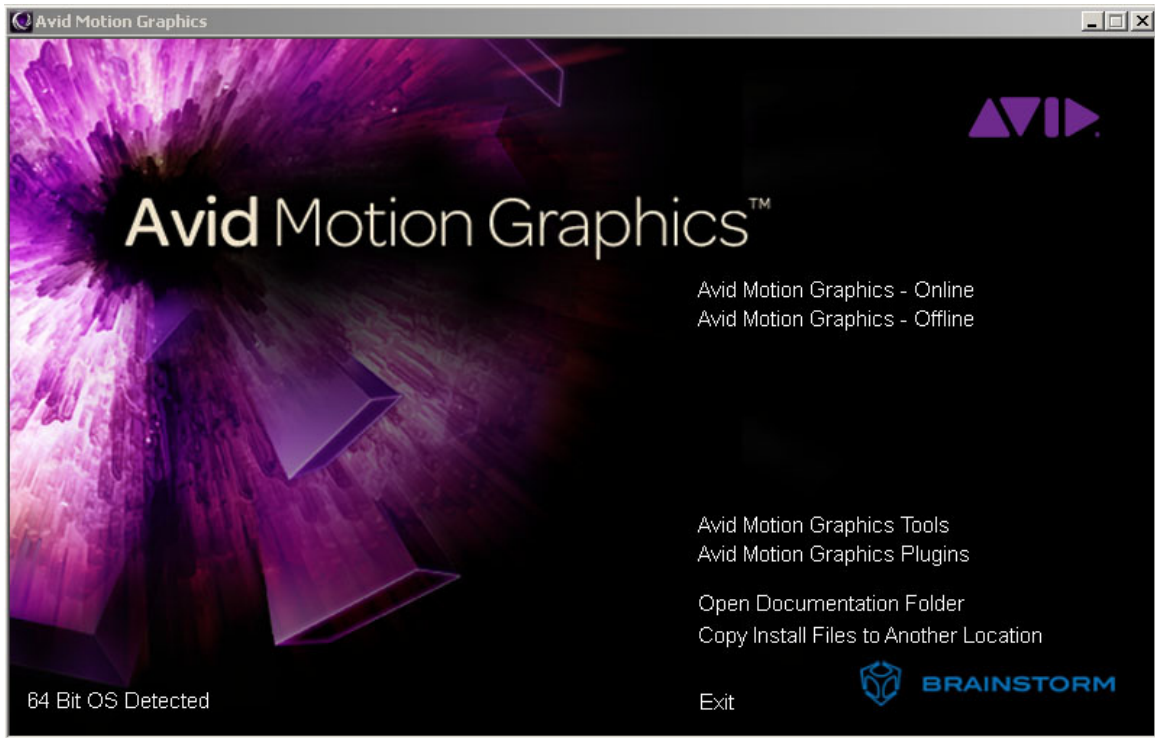 Avid Motion Graphics
AVID.
Avid Motion Graphics™
Avid Motion Graphics - Online
Avid Motion Graphics - Offline
Avid Motion Graphics Tools
Avid Motion Graphics Plugins
Open Documentation Folder
Copy Install Files to Another Location
BRAINSTORM
64 Bit OS Detected
Exit